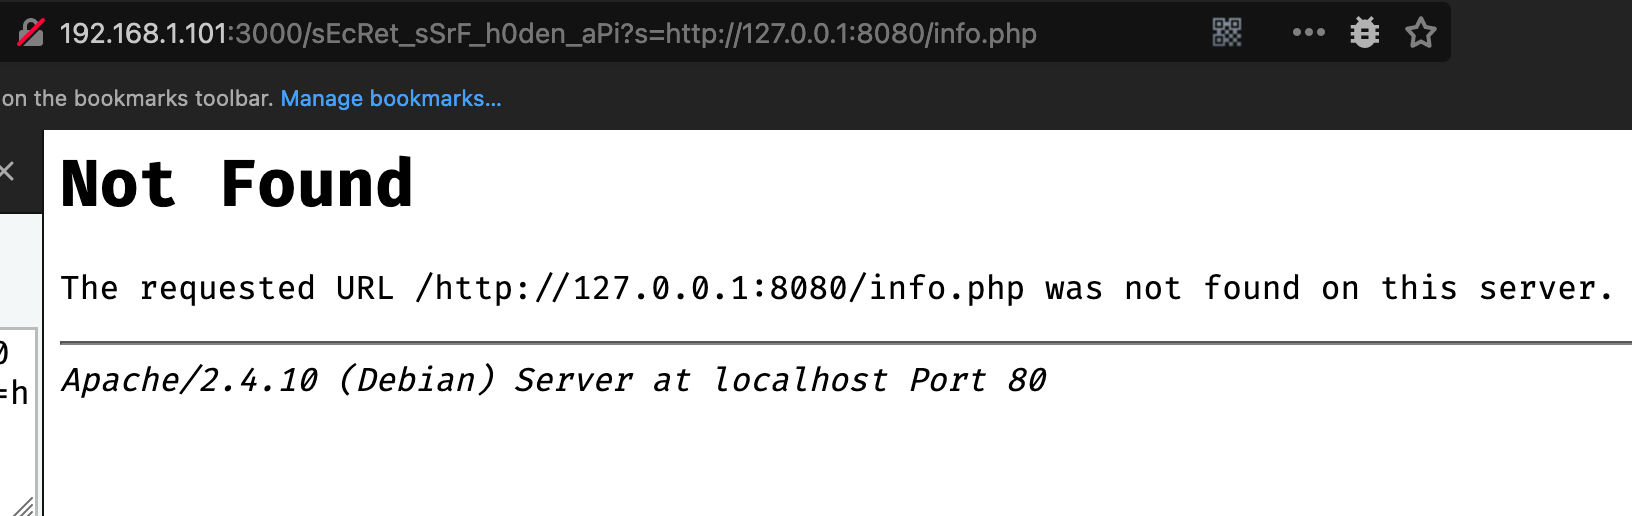 192.168.1.101:3000/sEcRet_sSrF_h0den_aPi?s=http://127.0.0.1:8080/info.php
on the bookmarks toolbar. Manage bookmarks...
Not Found
The requested URL /http://127.0.0.1:8080/info.php was not found on this server.
0
=h
Apache/2.4.10 (Debian) Server at localhost Port 80